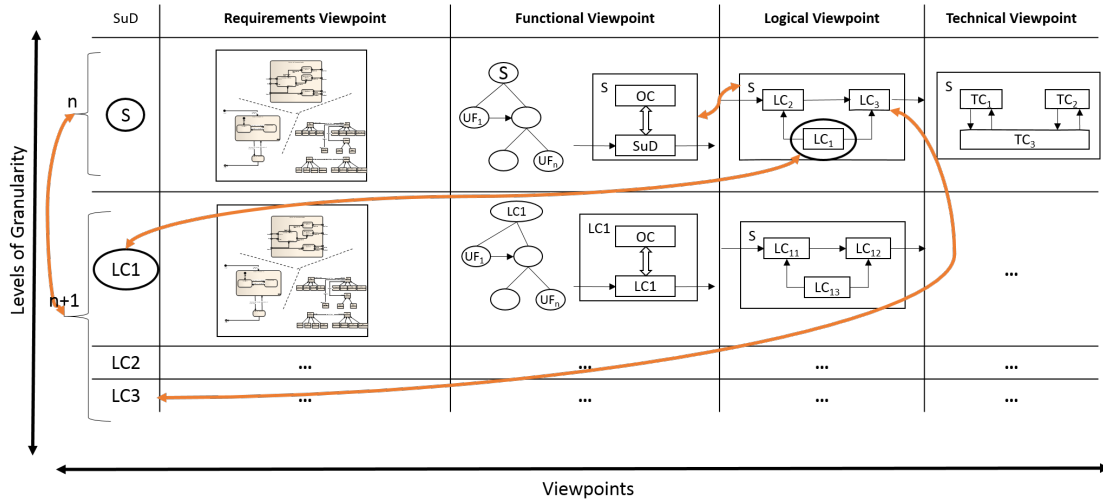 SuD
Requirements Viewpoint
Functional Viewpoint
Logical Viewpoint
Technical Viewpoint
Levels of Granularity
n
S
S
UF1
UFn
S
OC
SuD
S
LC2
LC3
LC1
TC1
TC2
TC3
n+1
LC1
LC1
UF1
UFn
LC1
OC
LC1
S
LC11
LC12
LC13
...
LC2
...
...
...
...
LC3
...
...
...
...
Viewpoints